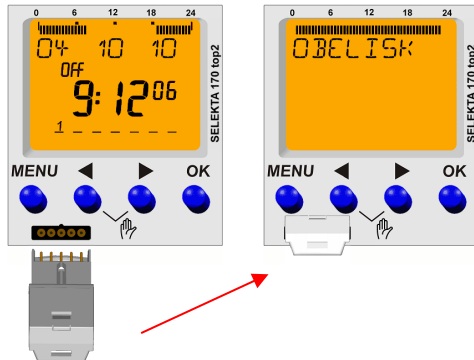 0 6 12 18 24
04 10 10
OFF
9:12 06
1 _ _ _ _ _ _
SELEKTA 170 top2
MENU OK
0 6 12 18 24
OBELISK
SELEKTA 170 top2
MENU OK